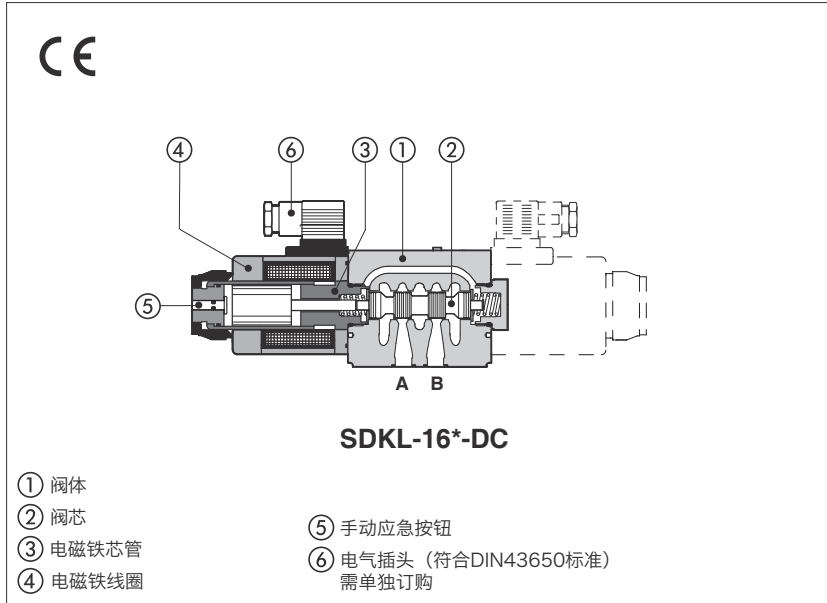 CE
④ ⑥ ③ ① ②
⑤
A B
SDKL-16*-DC
① 阀体
② 阀芯
③ 电磁铁芯管
④ 电磁铁线圈
⑤ 手动应急按钮
⑥ 电气插头（符合DIN43650标准）
需单独订购